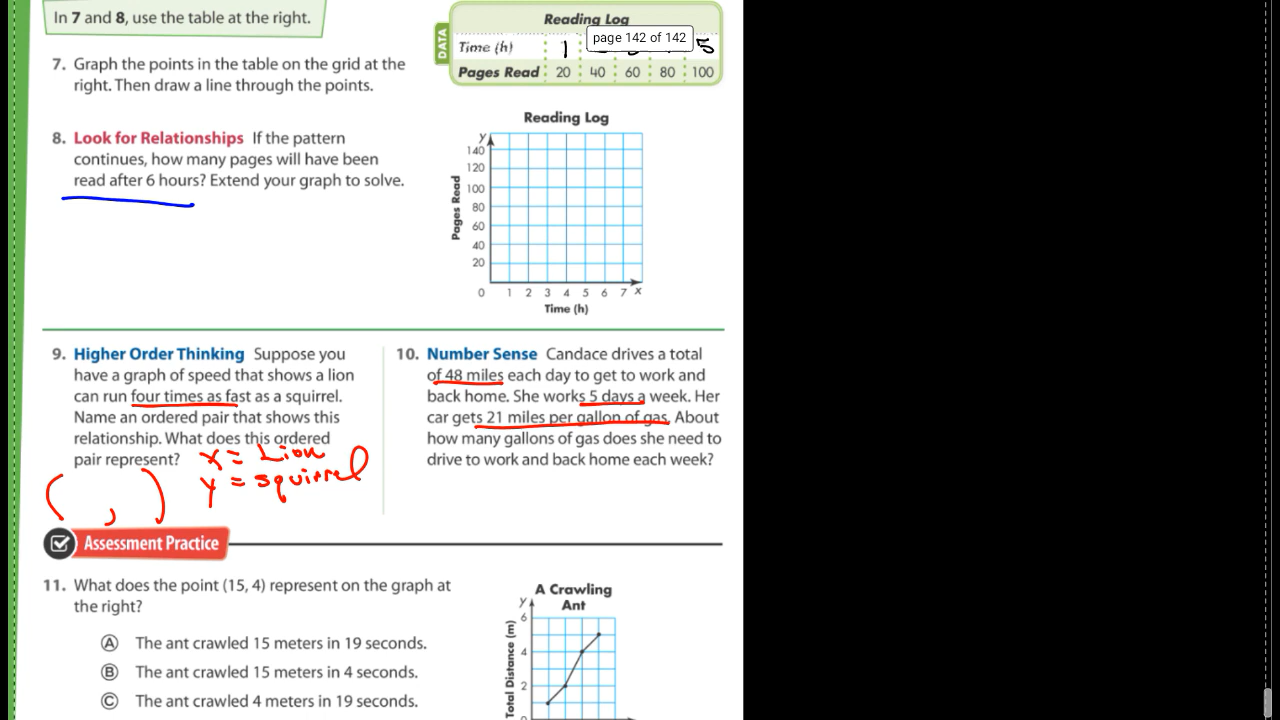 In 7 and 8, use the table at the right.
Reading Log
page 142 of 142
DATA
Time (h) 1 5
Pages Read 20 40 60 80 100
7. Graph the points in the table on the grid at the
right. Then draw a line through the points.
8. Look for Relationships If the pattern
continues, how many pages will have been
read after 6 hours? Extend your graph to solve.
Reading Log
y
140
120
100
80
60
40
20
0 1 2 3 4 5 6 7 x
Pages Read
Time (h)
9. Higher Order Thinking Suppose you
have a graph of speed that shows a lion
can run four times as fast as a squirrel.
Name an ordered pair that shows this
relationship. What does this ordered
pair represent?
x = Lion
y = squirrel
( , )
10. Number Sense Candace drives a total
of 48 miles each day to get to work and
back home. She works 5 days a week. Her
car gets 21 miles per gallon of gas. About
how many gallons of gas does she need to
drive to work and back home each week?
Assessment Practice
11. What does the point (15, 4) represent on the graph at
the right?
A The ant crawled 15 meters in 19 seconds.
B The ant crawled 15 meters in 4 seconds.
C The ant crawled 4 meters in 19 seconds.
A Crawling
Ant
y
6
4
2
0
Total Distance (m)